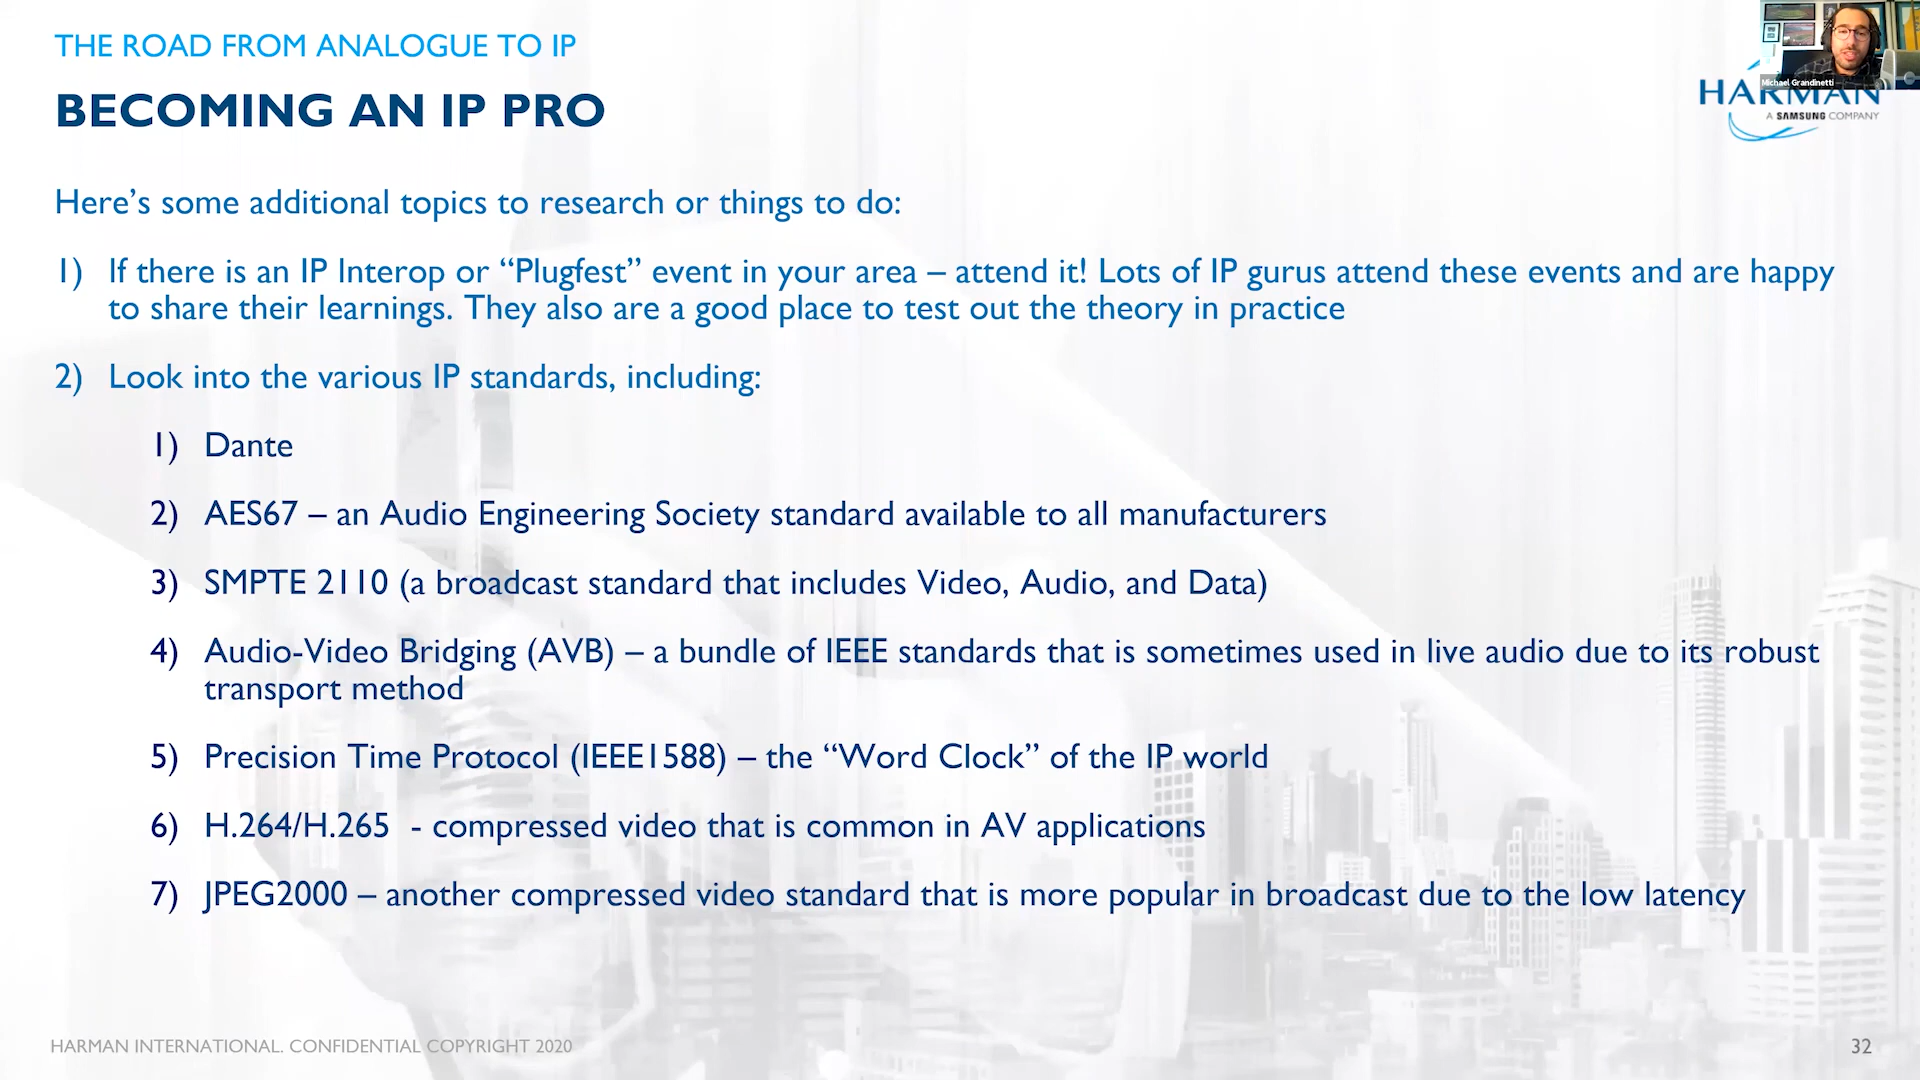 THE ROAD FROM ANALOGUE TO IP
BECOMING AN IP PRO
Michael Grandinetti
HARMAN
A SAMSUNG COMPANY
Here’s some additional topics to research or things to do:
1) If there is an IP Interop or “Plugfest” event in your area – attend it! Lots of IP gurus attend these events and are happy
to share their learnings. They also are a good place to test out the theory in practice
2) Look into the various IP standards, including:
1) Dante
2) AES67 – an Audio Engineering Society standard available to all manufacturers
3) SMPTE 2110 (a broadcast standard that includes Video, Audio, and Data)
4) Audio-Video Bridging (AVB) – a bundle of IEEE standards that is sometimes used in live audio due to its robust
transport method
5) Precision Time Protocol (IEEE1588) – the “Word Clock” of the IP world
6) H.264/H.265 - compressed video that is common in AV applications
7) JPEG2000 – another compressed video standard that is more popular in broadcast due to the low latency
HARMAN INTERNATIONAL. CONFIDENTIAL COPYRIGHT 2020
32